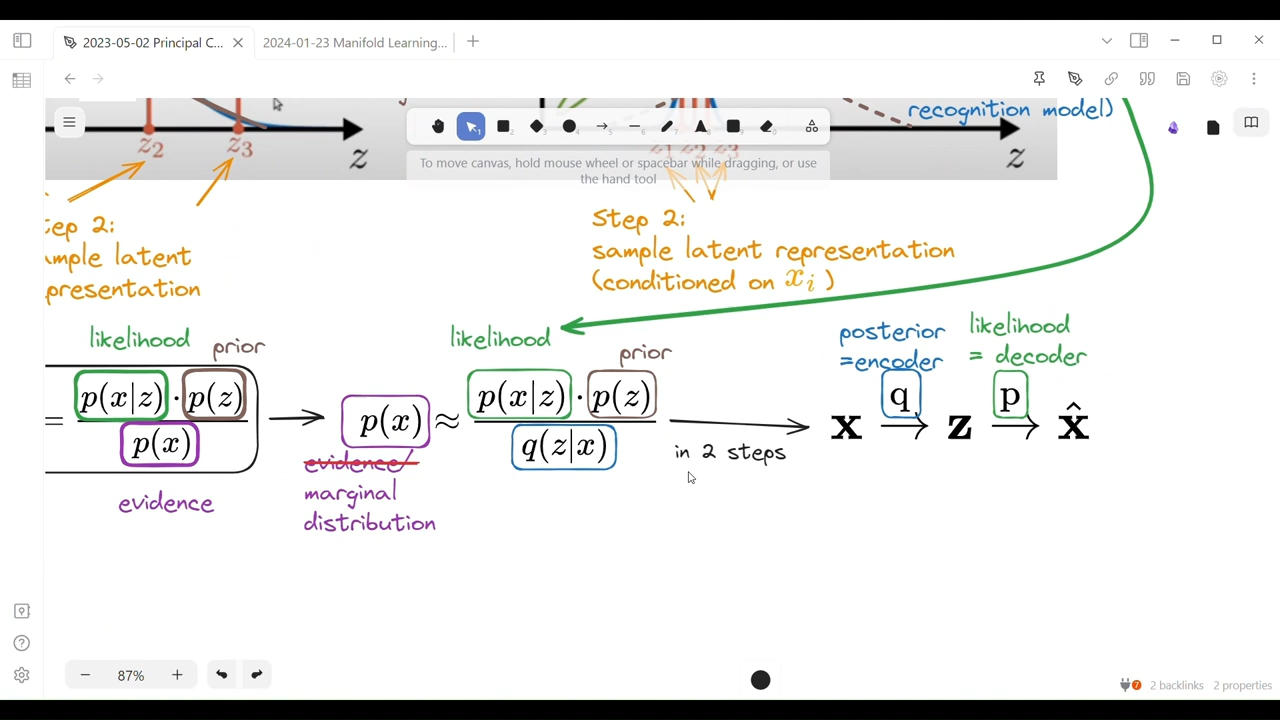 2023-05-02 Principal C...
2024-01-23 Manifold Learning...
recognition model)
To move canvas, hold mouse wheel or spacebar while dragging, or use
the hand tool
z₂
z₃
z
z
tep 2:
mple latent
presentation
Step 2:
sample latent representation
(conditioned on xᵢ )
likelihood
prior
= p(x|z) · p(z)
p(x)
evidence
p(x) ≈
evidence/
marginal
distribution
likelihood
prior
p(x|z) · p(z)
q(z|x)
in 2 steps
posterior
=encoder
likelihood
= decoder
q
p
x → z → x̂
87%
2 backlinks
2 properties